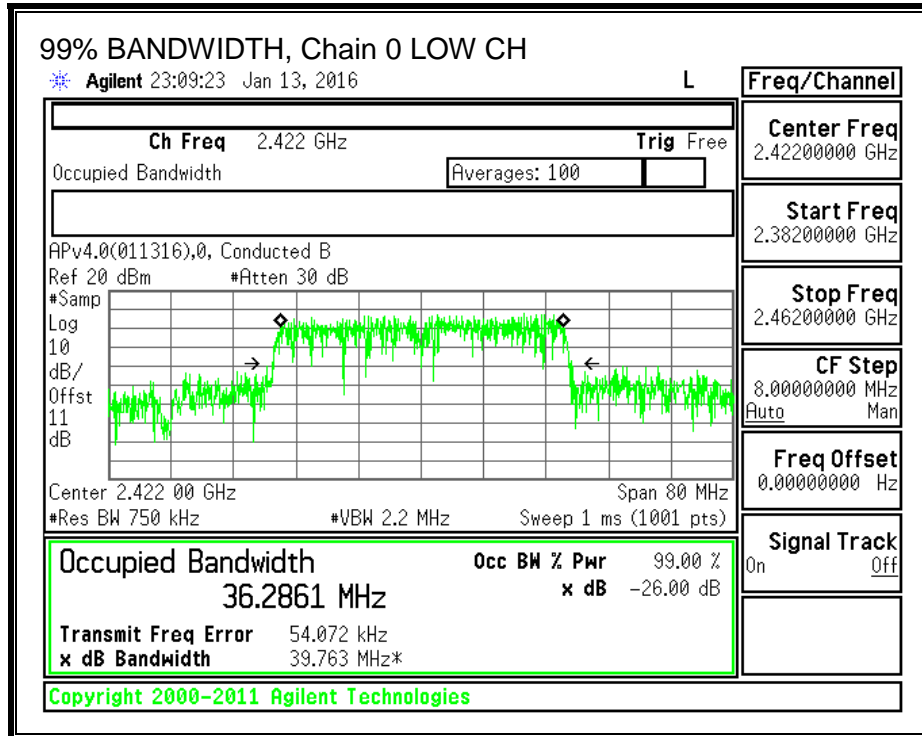 99% BANDWIDTH, Chain 0 LOW CH
Agilent 23:09:23 Jan 13, 2016 L
Freq/Channel
Ch Freq 2.422 GHz Trig Free
Occupied Bandwidth Averages: 100
APv4.0(011316),0, Conducted B
Ref 20 dBm #Atten 30 dB
#Samp
Log
10
dB/
Offst
11
dB
Center 2.422 00 GHz Span 80 MHz
#Res BW 750 kHz #VBW 2.2 MHz Sweep 1 ms (1001 pts)
Occupied Bandwidth Occ BW % Pwr 99.00 %
36.2861 MHz x dB -26.00 dB
Transmit Freq Error 54.072 kHz
x dB Bandwidth 39.763 MHz*
Copyright 2000-2011 Agilent Technologies
Center Freq
2.42200000 GHz
Start Freq
2.38200000 GHz
Stop Freq
2.46200000 GHz
CF Step
8.00000000 MHz
Auto Man
Freq Offset
0.00000000 Hz
Signal Track
On Off